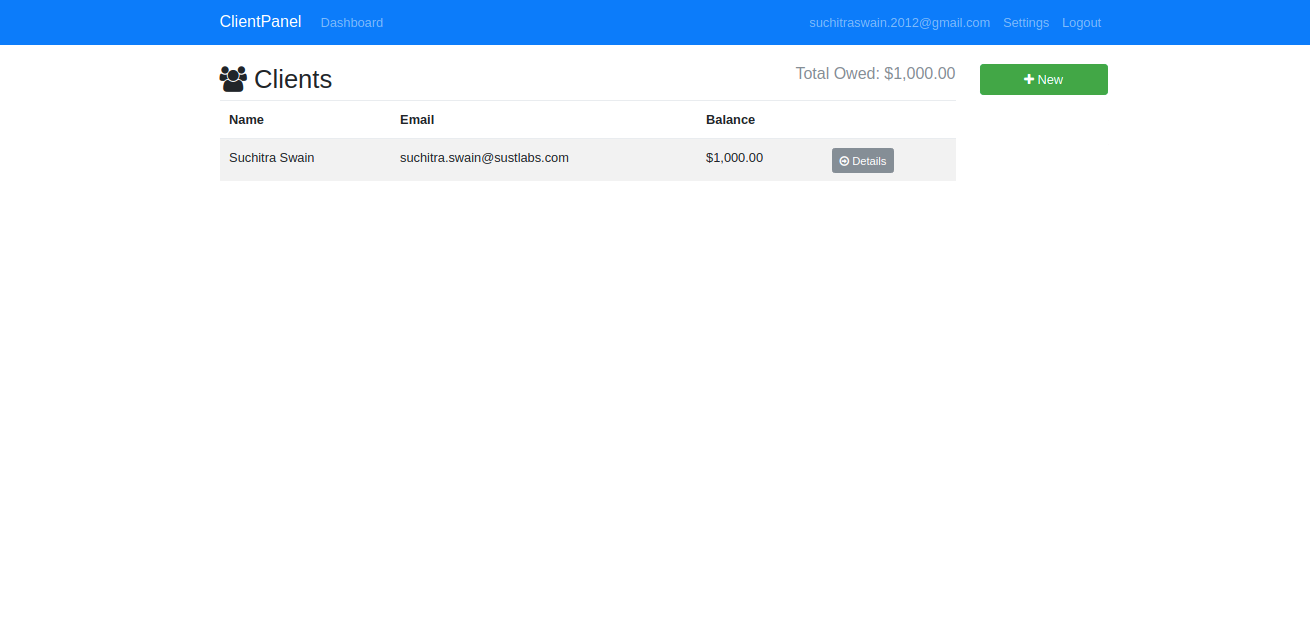 ClientPanel Dashboard suchitraswain.2012@gmail.com Settings Logout
Clients Total Owed: $1,000.00 New
Name Email Balance
Suchitra Swain suchitra.swain@sustlabs.com $1,000.00 Details